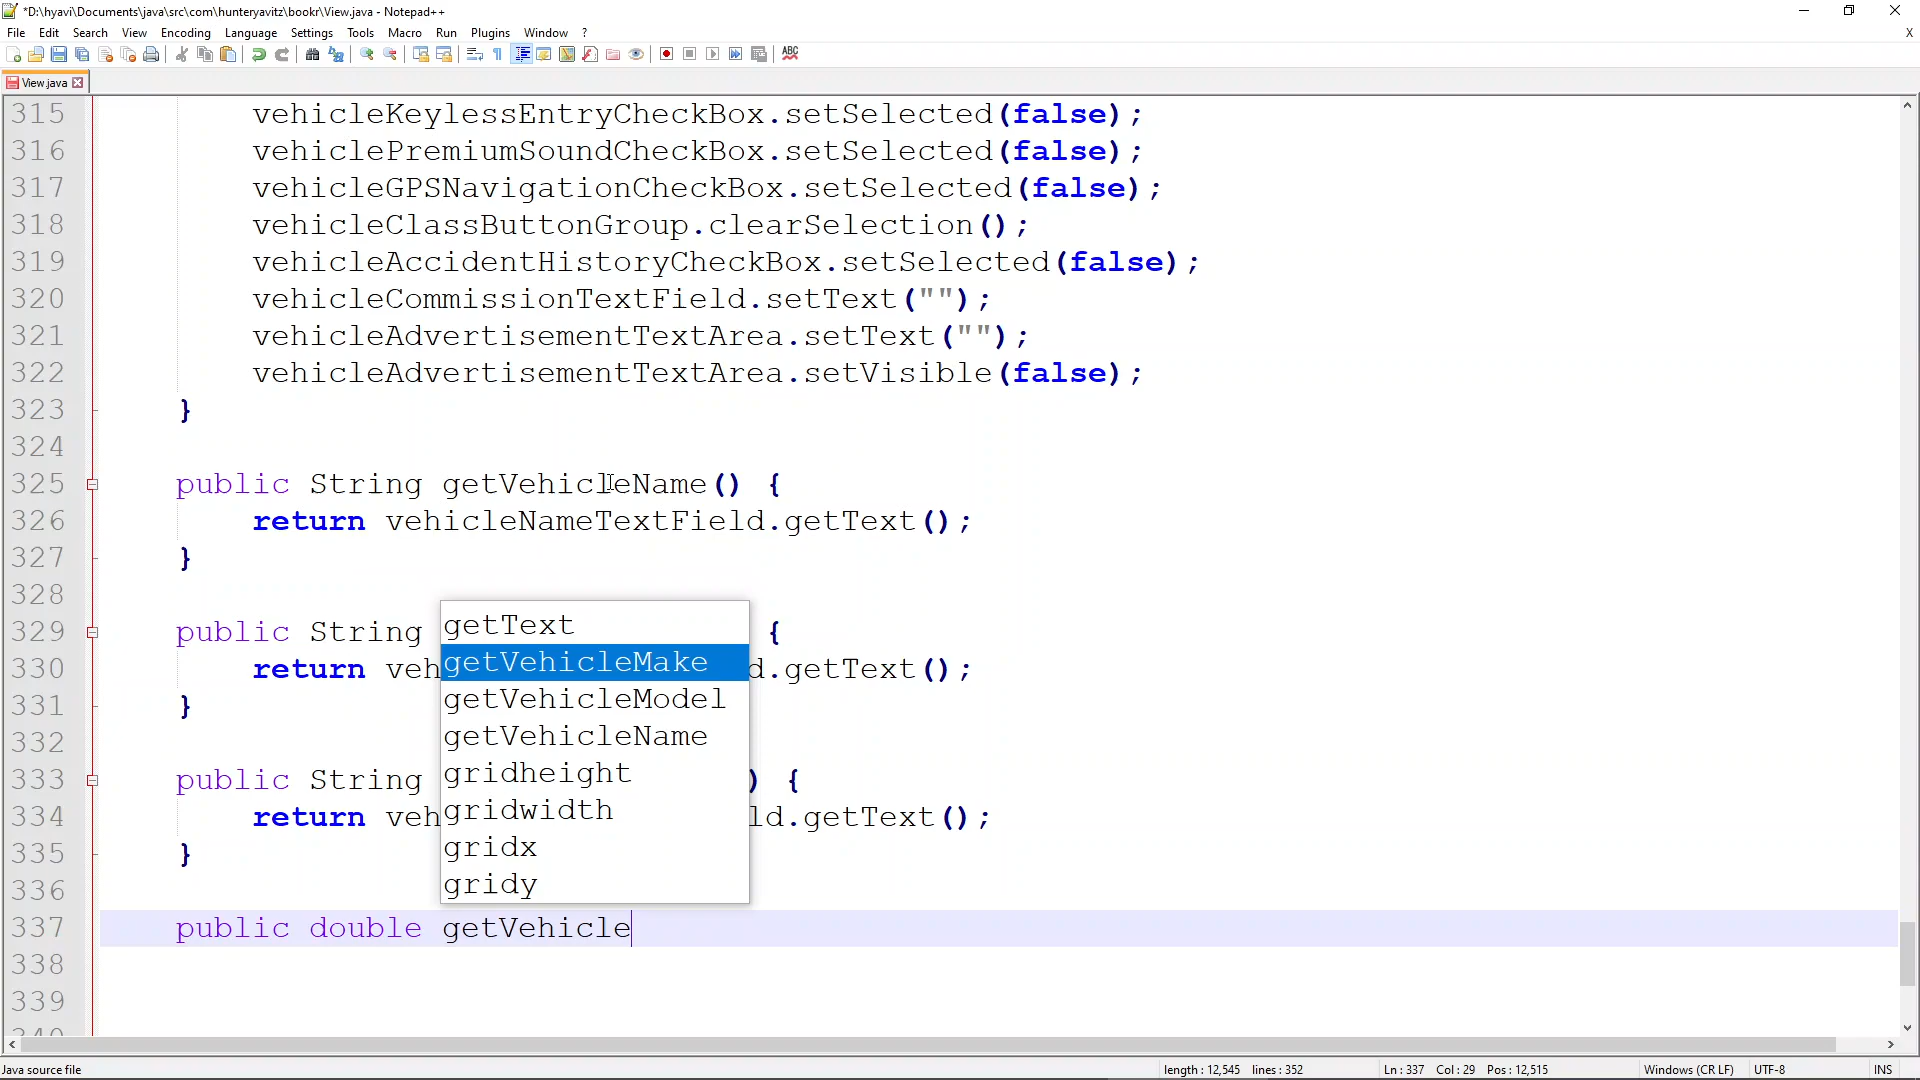 *D:\hyavi\Documents\java\src\com\hunteryavitz\bookr\View.java - Notepad++
File Edit Search View Encoding Language Settings Tools Macro Run Plugins Window ? X
ABC
View.java
315 vehicleKeylessEntryCheckBox.setSelected(false);
316 vehiclePremiumSoundCheckBox.setSelected(false);
317 vehicleGPSNavigationCheckBox.setSelected(false);
318 vehicleClassButtonGroup.clearSelection();
319 vehicleAccidentHistoryCheckBox.setSelected(false);
320 vehicleCommissionTextField.setText("");
321 vehicleAdvertisementTextArea.setText("");
322 vehicleAdvertisementTextArea.setVisible(false);
323 }
324
325 public String getVehicleName() {
326 return vehicleNameTextField.getText();
327 }
328
329 public String {
330 return veh d.getText();
331 }
332
333 public String ) {
334 return veh ld.getText();
335 }
336
getText
getVehicleMake
getVehicleModel
getVehicleName
gridheight
gridwidth
gridx
gridy
337 public double getVehicle
338
339
340
Java source file length : 12,545 lines : 352 Ln : 337 Col : 29 Pos : 12,515 Windows (CR LF) UTF-8 INS